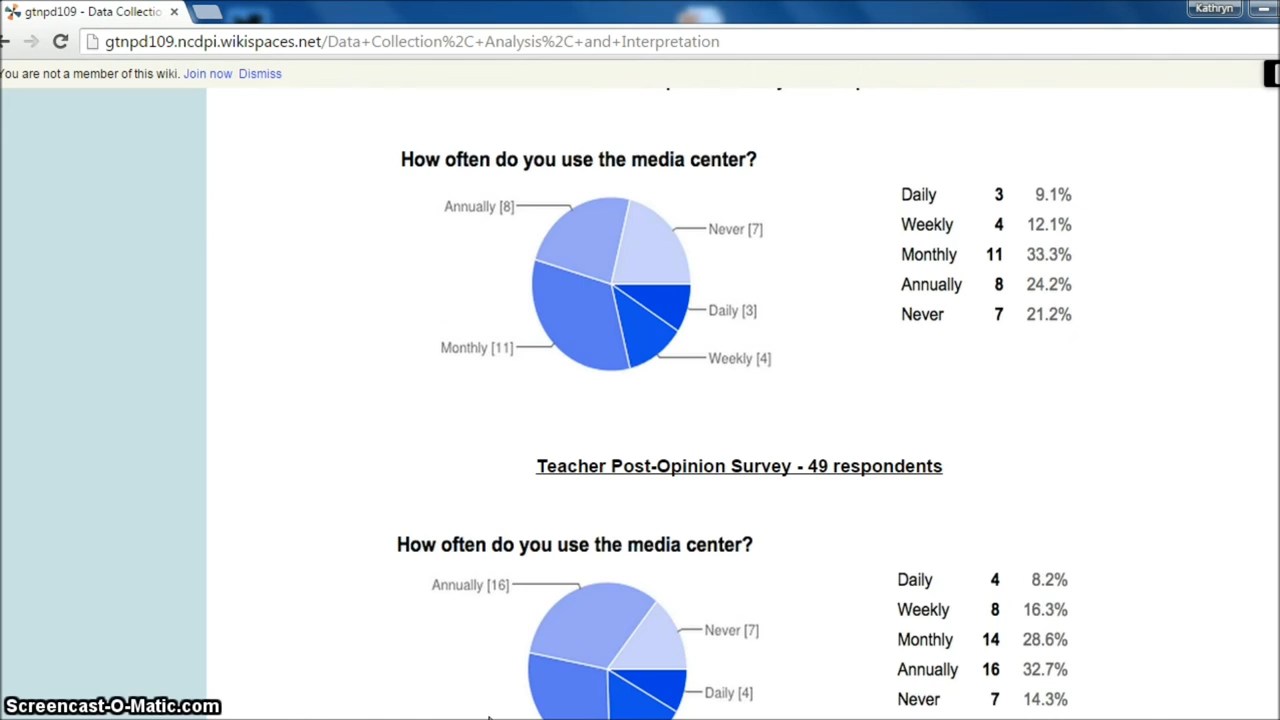 gtnpd109 - Data Collectio
Kathryn
gtnpd109.ncdpi.wikispaces.net/Data+Collection%2C+Analysis%2C+and+Interpretation
You are not a member of this wiki. Join now Dismiss
How often do you use the media center?
Annually [8]
Never [7]
Daily [3]
Monthly [11]
Weekly [4]
Daily 3 9.1%
Weekly 4 12.1%
Monthly 11 33.3%
Annually 8 24.2%
Never 7 21.2%
Teacher Post-Opinion Survey - 49 respondents
How often do you use the media center?
Annually [16]
Never [7]
Daily [4]
Daily 4 8.2%
Weekly 8 16.3%
Monthly 14 28.6%
Annually 16 32.7%
Never 7 14.3%
Screencast-O-Matic.com